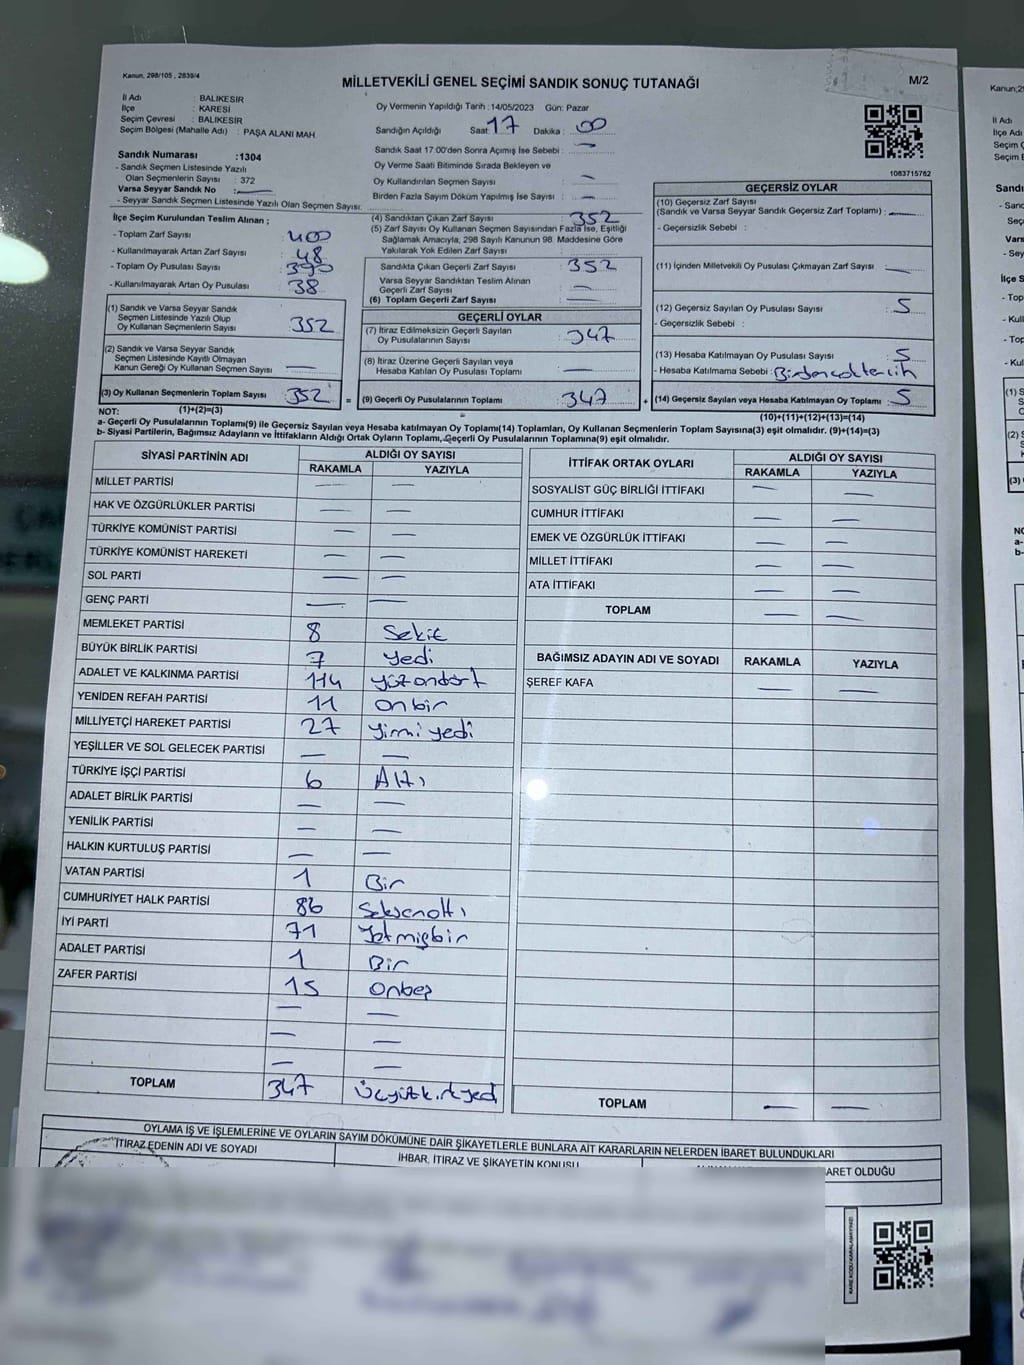 Kanun, 298/105 , 2839/4
MİLLETVEKİLİ GENEL SEÇİMİ SANDIK SONUÇ TUTANAĞI
M/2
İl Adı : BALIKESİR
İlçe : KARESİ
Seçim Çevresi : BALIKESİR
Seçim Bölgesi (Mahalle Adı) : PAŞA ALANI MAH.
Oy Vermenin Yapıldığı Tarih : 14/05/2023 Gün: Pazar
Sandığın Açıldığı Saat: 17 Dakika : 00
Sandık Saat 17.00'den Sonra Açımış İse Sebebi : —
Oy Verme Saati Bitiminde Sırada Bekleyen ve
Oy Kullandırılan Seçmen Sayısı : —
Birden Fazla Sayım Döküm Yapılmış İse Sayısı : —
1083715762
Sandık Numarası : 1304
- Sandık Seçmen Listesinde Yazılı
Olan Seçmenlerin Sayısı : 372
Varsa Seyyar Sandık No : —
- Seyyar Sandık Seçmen Listesinde Yazılı Olan Seçmen Sayısı:
İlçe Seçim Kurulundan Teslim Alınan ;
- Toplam Zarf Sayısı : 400
- Kullanılmayarak Artan Zarf Sayısı : 48
- Toplam Oy Pusulası Sayısı : 390
- Kullanılmayarak Artan Oy Pusulası : 38
(1) Sandık ve Varsa Seyyar Sandık
Seçmen Listesinde Yazılı Olup
Oy Kullanan Seçmenlerin Sayısı : 352
(2) Sandık ve Varsa Seyyar Sandık
Seçmen Listesinde Kayıtlı Olmayan
Kanun Gereği Oy Kullanan Seçmen Sayısı : —
(3) Oy Kullanan Seçmenlerin Toplam Sayısı : 352
(1)+(2)=(3)
(4) Sandıktan Çıkan Zarf Sayısı : 352
(5) Zarf Sayısı Oy Kullanan Seçmen Sayısından Fazla İse, Eşitliği
Sağlamak Amacıyla, 298 Sayılı Kanunun 98. Maddesine Göre
Yakılarak Yok Edilen Zarf Sayısı :
Sandıkta Çıkan Geçerli Zarf Sayısı : 352
Varsa Seyyar Sandıktan Teslim Alınan
Geçerli Zarf Sayısı : —
(6) Toplam Geçerli Zarf Sayısı : —
GEÇERLİ OYLAR
(7) İtiraz Edilmeksizin Geçerli Sayılan
Oy Pusulalarının Sayısı : 347
(8) İtiraz Üzerine Geçerli Sayılan veya
Hesaba Katılan Oy Pusulası Toplamı : —
= (9) Geçerli Oy Pusulalarının Toplamı : 347
GEÇERSİZ OYLAR
(10) Geçersiz Zarf Sayısı
(Sandık ve Varsa Seyyar Sandık Geçersiz Zarf Toplamı) : —
- Geçersizlik Sebebi :
(11) İçinden Milletvekili Oy Pusulası Çıkmayan Zarf Sayısı : —
(12) Geçersiz Sayılan Oy Pusulası Sayısı : 5
- Geçersizlik Sebebi :
(13) Hesaba Katılmayan Oy Pusulası Sayısı : 5
- Hesaba Katılmama Sebebi : Birden çok tercih
+ (14) Geçersiz Sayılan veya Hesaba Katılmayan Oy Toplamı : 5
(10)+(11)+(12)+(13)=(14)
NOT:
a- Geçerli Oy Pusulalarının Toplamı(9) ile Geçersiz Sayılan veya Hesaba katılmayan Oy Toplamı(14) Toplamları, Oy Kullanan Seçmenlerin Toplam Sayısına(3) eşit olmalıdır. (9)+(14)=(3)
b- Siyasi Partilerin, Bağımsız Adayların ve İttifakların Aldığı Ortak Oyların Toplamı, Geçerli Oy Pusulalarının Toplamına(9) eşit olmalıdır.
SİYASİ PARTİNİN ADI ALDIĞI OY SAYISI
RAKAMLA YAZIYLA
MİLLET PARTİSİ — —
HAK VE ÖZGÜRLÜKLER PARTİSİ — —
TÜRKİYE KOMÜNİST PARTİSİ — —
TÜRKİYE KOMÜNİST HAREKETİ — —
SOL PARTİ — —
GENÇ PARTİ — —
MEMLEKET PARTİSİ 8 Sekiz
BÜYÜK BİRLİK PARTİSİ 7 Yedi
ADALET VE KALKINMA PARTİSİ 114 yüzondört
YENİDEN REFAH PARTİSİ 11 onbir
MİLLİYETÇİ HAREKET PARTİSİ 27 yirmi yedi
YEŞİLLER VE SOL GELECEK PARTİSİ — —
TÜRKİYE İŞÇİ PARTİSİ 6 Altı
ADALET BİRLİK PARTİSİ — —
YENİLİK PARTİSİ — —
HALKIN KURTULUŞ PARTİSİ — —
VATAN PARTİSİ 1 Bir
CUMHURİYET HALK PARTİSİ 86 Seksenaltı
İYİ PARTİ 71 Yetmişbir
ADALET PARTİSİ 1 Bir
ZAFER PARTİSİ 15 onbeş
— —
— —
— —
TOPLAM 347 Üçyüzkırkyedi
İTTİFAK ORTAK OYLARI ALDIĞI OY SAYISI
RAKAMLA YAZIYLA
SOSYALİST GÜÇ BİRLİĞİ İTTİFAKI — —
CUMHUR İTTİFAKI — —
EMEK VE ÖZGÜRLÜK İTTİFAKI — —
MİLLET İTTİFAKI — —
ATA İTTİFAKI — —
TOPLAM — —
BAĞIMSIZ ADAYIN ADI VE SOYADI RAKAMLA YAZIYLA
ŞEREF KAFA — —
TOPLAM — —
OYLAMA İŞ VE İŞLEMLERİNE VE OYLARIN SAYIM DÖKÜMÜNE DAİR ŞİKAYETLERLE BUNLARA AİT KARARLARIN NELERDEN İBARET BULUNDUKLARI
İTİRAZ EDENİN ADI VE SOYADI
İHBAR, İTİRAZ VE ŞİKAYETİN KONUSU
ARET OLDUĞU